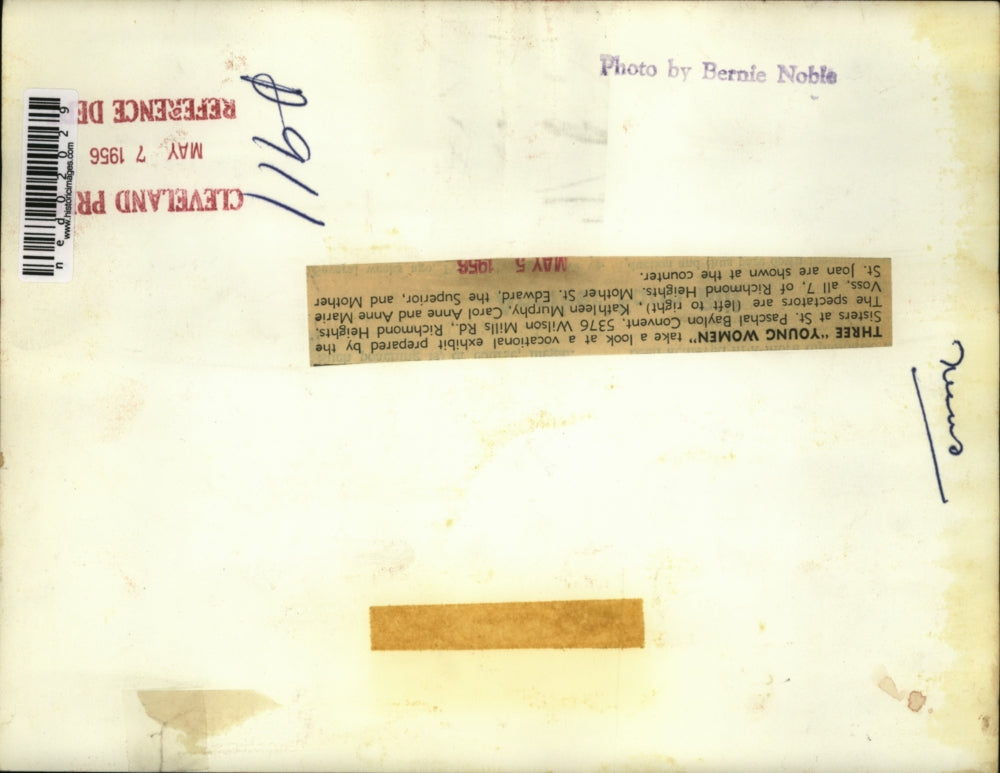 Photo by Bernie Noble
D-911
CLEVELAND PR
MAY 7 1956
REFERENCE DE
ned02029
www.historicimages.com
THREE "YOUNG WOMEN" take a look at a vocational exhibit prepared by the
Sisters at St. Paschal Baylon Convent, 5376 Wilson Mills Rd., Richmond Heights.
The spectators are (left to right), Kathleen Murphy, Carol Anne and Anne Marie
Voss, all 7, of Richmond Heights. Mother St. Edward, the Superior, and Mother
St. Joan are shown at the counter.
MAY 5 1956